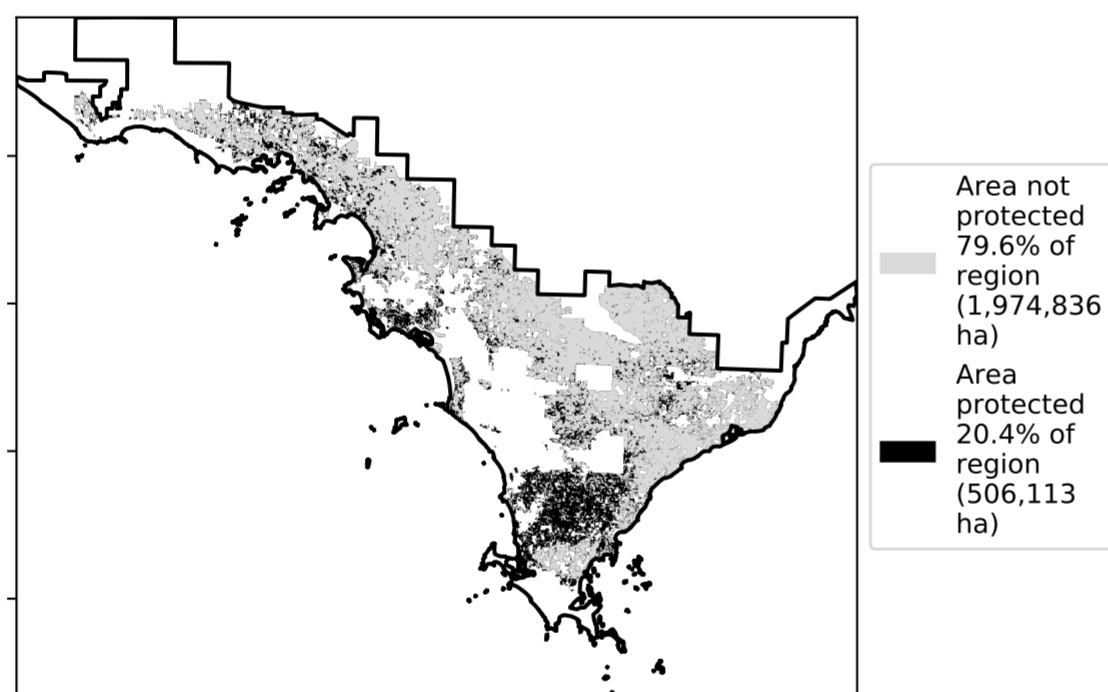 Area not
protected
79.6% of
region
(1,974,836
ha)
Area
protected
20.4% of
region
(506,113
ha)